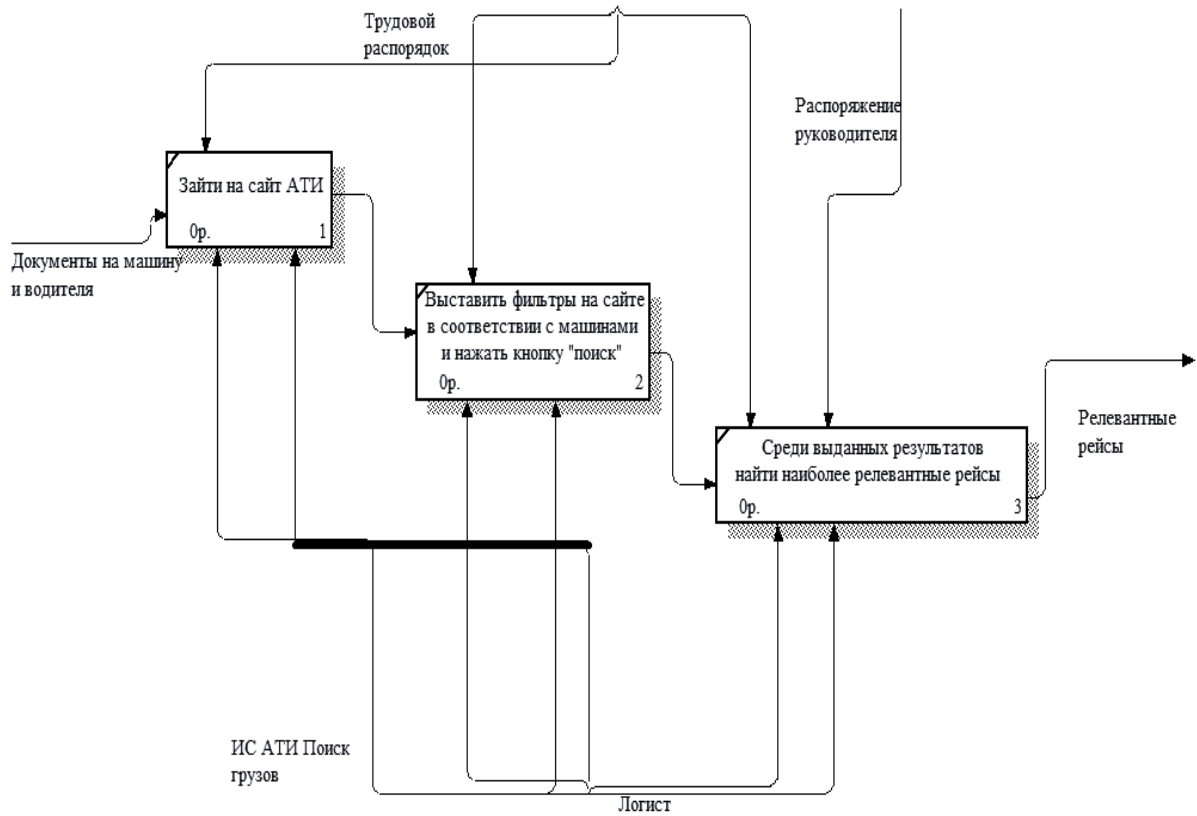 Трудовой
распорядок
Распоряжение
руководителя
Зайти на сайт АТИ
0р. 1
Документы на машину
и водителя
Выставить фильтры на сайте
в соответствии с машинами
и нажать кнопку "поиск"
0р. 2
Релевантные
рейсы
Среди выданных результатов
найти наиболее релевантные рейсы
0р. 3
ИС АТИ Поиск
грузов
Логист